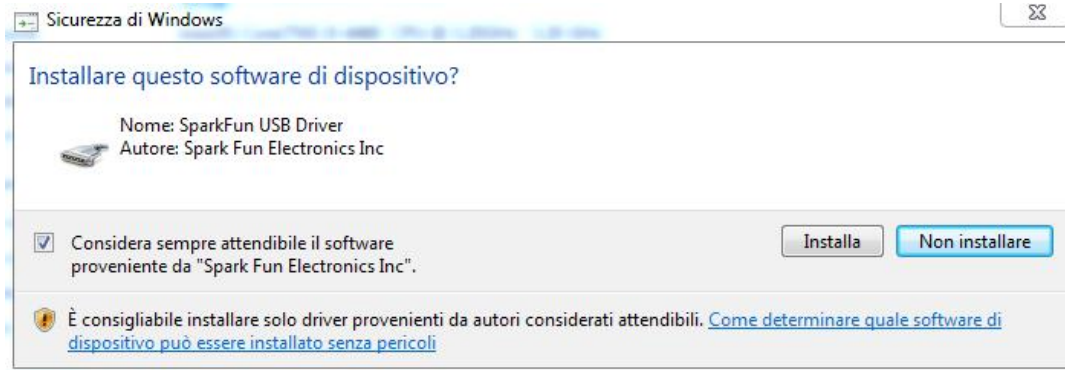 Sicurezza di Windows
Installare questo software di dispositivo?
Nome: SparkFun USB Driver
Autore: Spark Fun Electronics Inc
Considera sempre attendibile il software
proveniente da "Spark Fun Electronics Inc".
Installa
Non installare
È consigliabile installare solo driver provenienti da autori considerati attendibili. Come determinare quale software di
dispositivo può essere installato senza pericoli